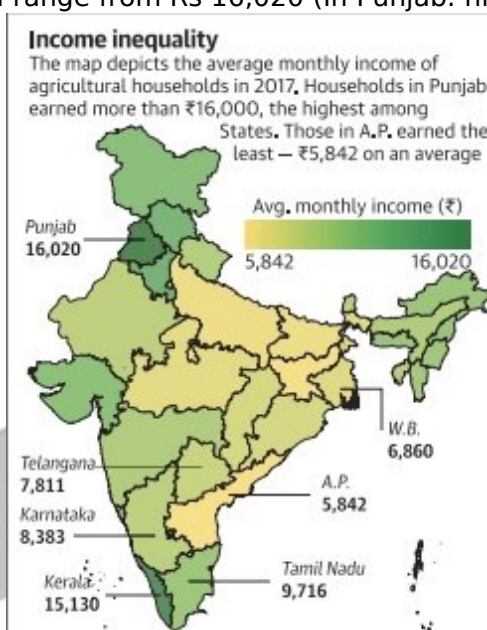 range from Rs 16,020 (in Punjab.
Income inequality
The map depicts the average monthly income of
agricultural households in 2017. Households in Punjab
earned more than ₹16,000, the highest among
States. Those in A.P. earned the
least — ₹5,842 on an average
Avg. monthly income (₹)
5,842 16,020
Punjab
16,020
W.B.
6,860
Telangana
7,811
A.P.
5,842
Karnataka
8,383
Kerala
15,130
Tamil Nadu
9,716